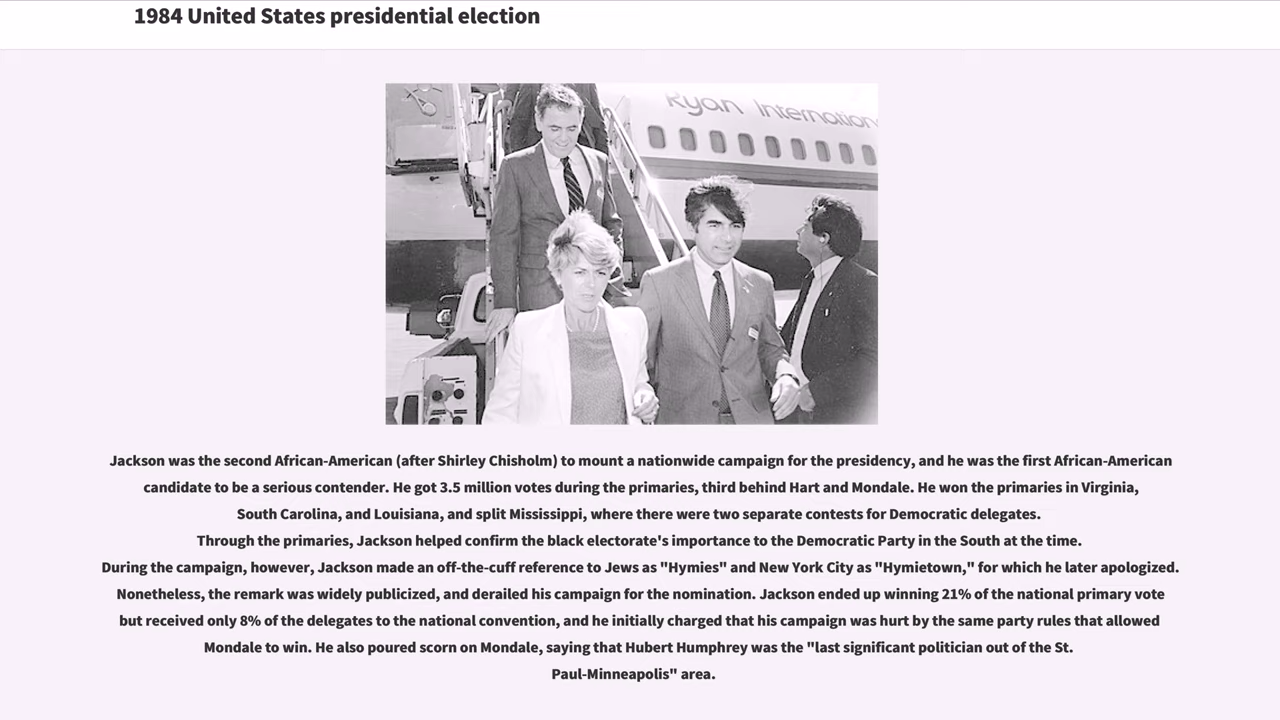 1984 United States presidential election
Ryan Internation
Jackson was the second African-American (after Shirley Chisholm) to mount a nationwide campaign for the presidency, and he was the first African-American
candidate to be a serious contender. He got 3.5 million votes during the primaries, third behind Hart and Mondale. He won the primaries in Virginia,
South Carolina, and Louisiana, and split Mississippi, where there were two separate contests for Democratic delegates.
Through the primaries, Jackson helped confirm the black electorate's importance to the Democratic Party in the South at the time.
During the campaign, however, Jackson made an off-the-cuff reference to Jews as "Hymies" and New York City as "Hymietown," for which he later apologized.
Nonetheless, the remark was widely publicized, and derailed his campaign for the nomination. Jackson ended up winning 21% of the national primary vote
but received only 8% of the delegates to the national convention, and he initially charged that his campaign was hurt by the same party rules that allowed
Mondale to win. He also poured scorn on Mondale, saying that Hubert Humphrey was the "last significant politician out of the St.
Paul-Minneapolis" area.